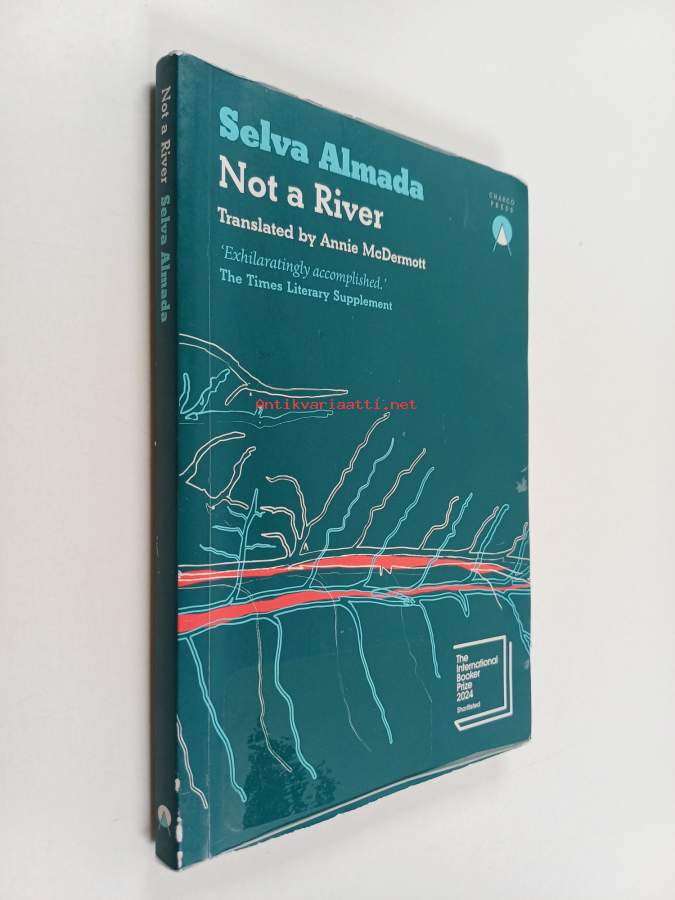 Not a River Selva Almada
Selva Almada
Not a River
Translated by Annie McDermott
‘Exhilaratingly accomplished.’
The Times Literary Supplement
CHARCO
PRESS
Antikvariaatti.net
The
International
Booker
Prize
2024
Shortlisted